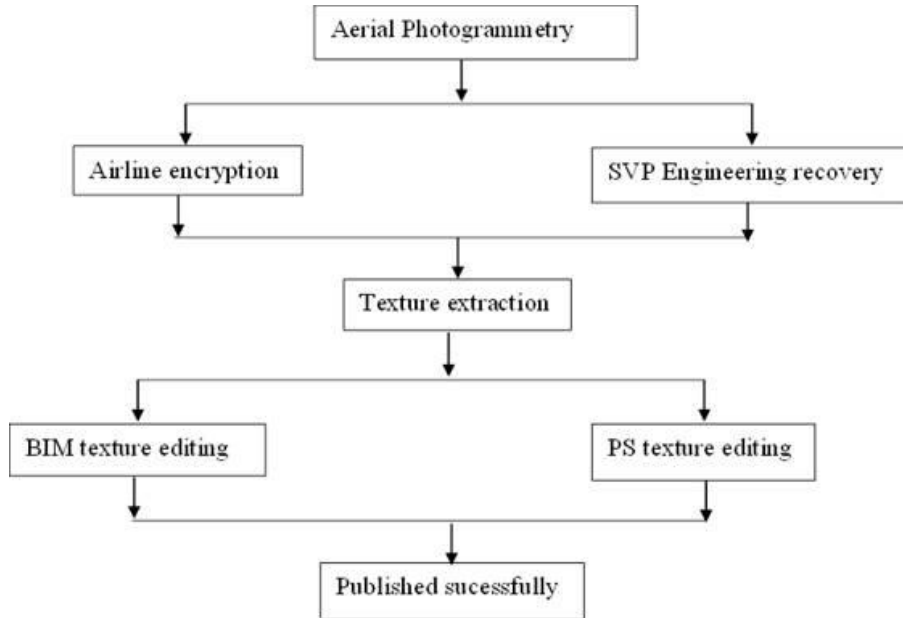 Aerial Photogrammetry
Airline encryption
SVP Engineering recovery
Texture extraction
BIM texture editing
PS texture editing
Published sucessfully